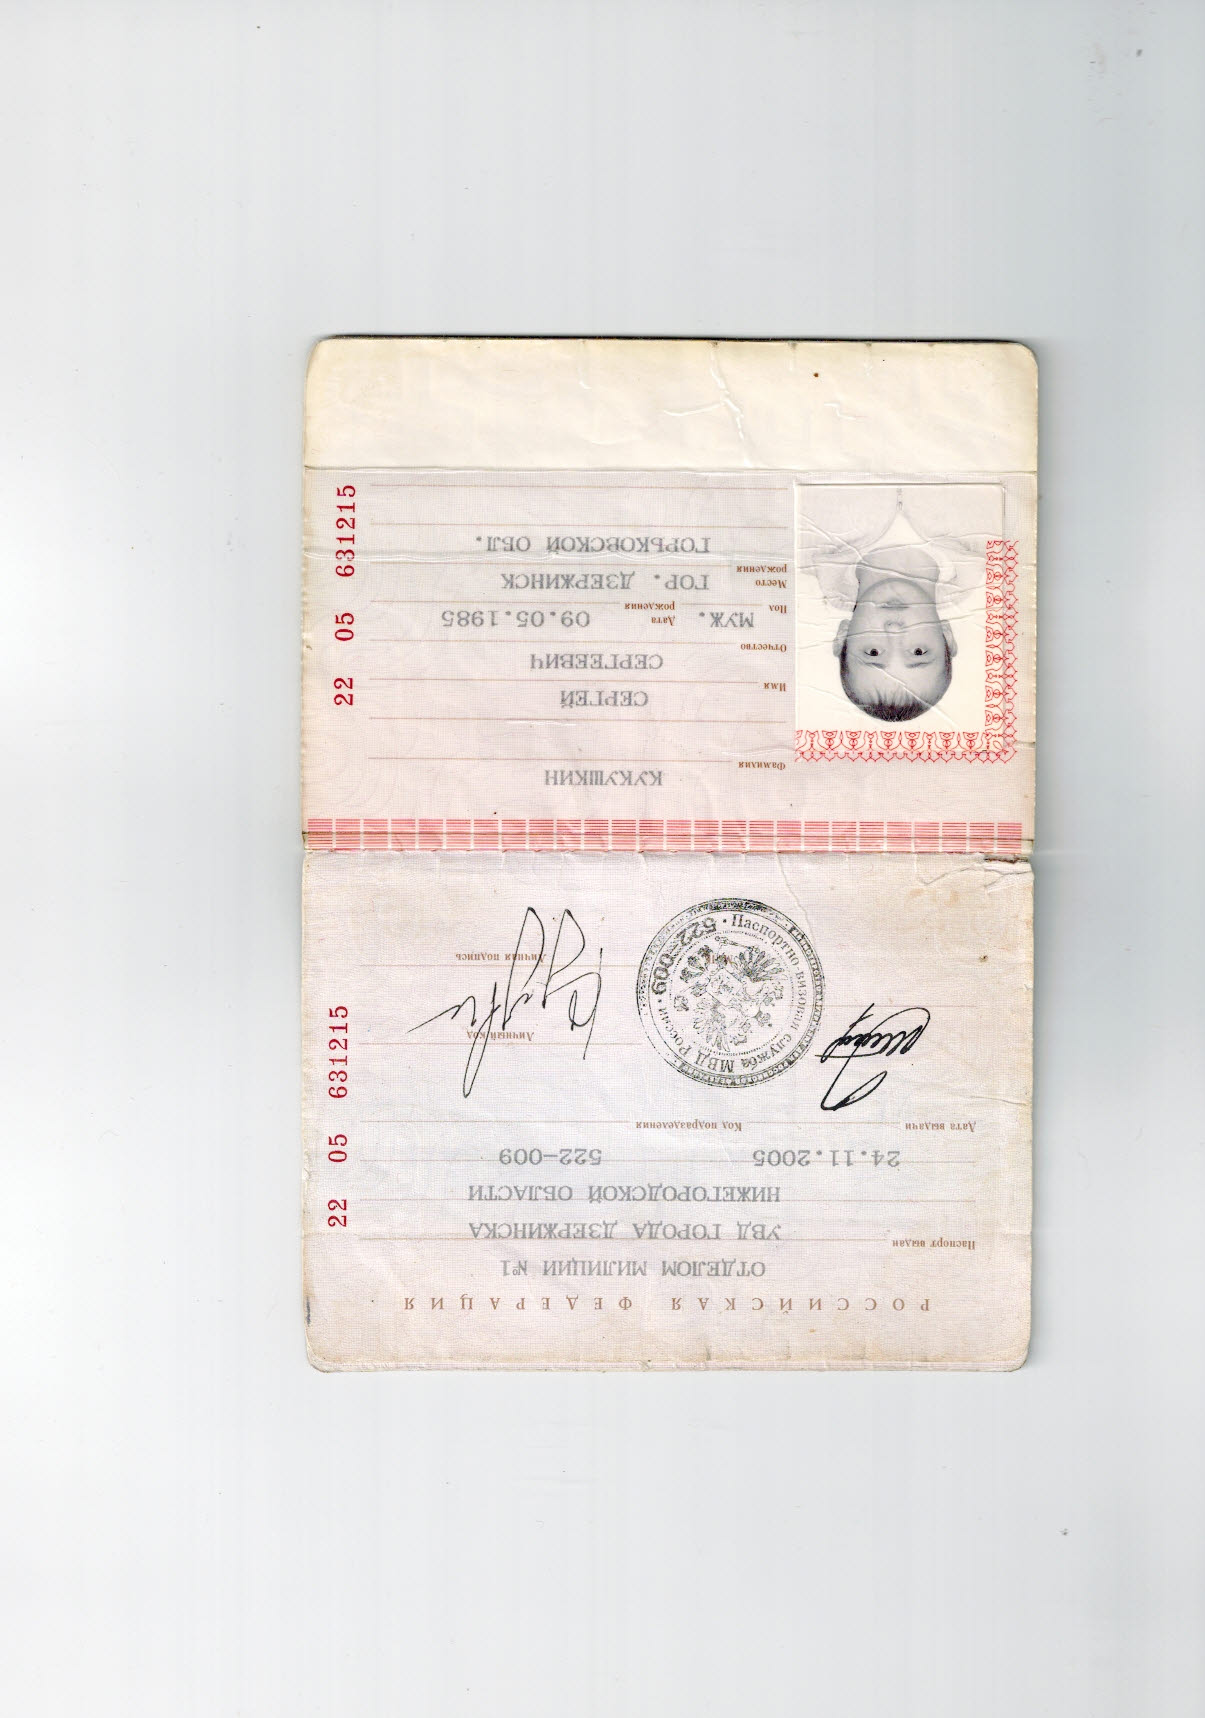 РОССИЙСКАЯ ФЕДЕРАЦИЯ
ОТДЕЛОМ МИЛИЦИИ №1
Паспорт выдан
УВД ГОРОДА ДЗЕРЖИНСКА
НИЖЕГОРОДСКОЙ ОБЛАСТИ
24.11.2005 522-009
Дата выдачи Код подразделения
Паспортно-визовая служба МВД России · 522-009 ·
Личный код
Личная подпись
22 05 631215
КУКУШКИН
Фамилия
СЕРГЕЙ
Имя
СЕРГЕЕВИЧ
Отчество
Пол МУЖ. Дата рождения 09.05.1985
Место рождения ГОР. ДЗЕРЖИНСК
ГОРЬКОВСКОЙ ОБЛ.
22 05 631215